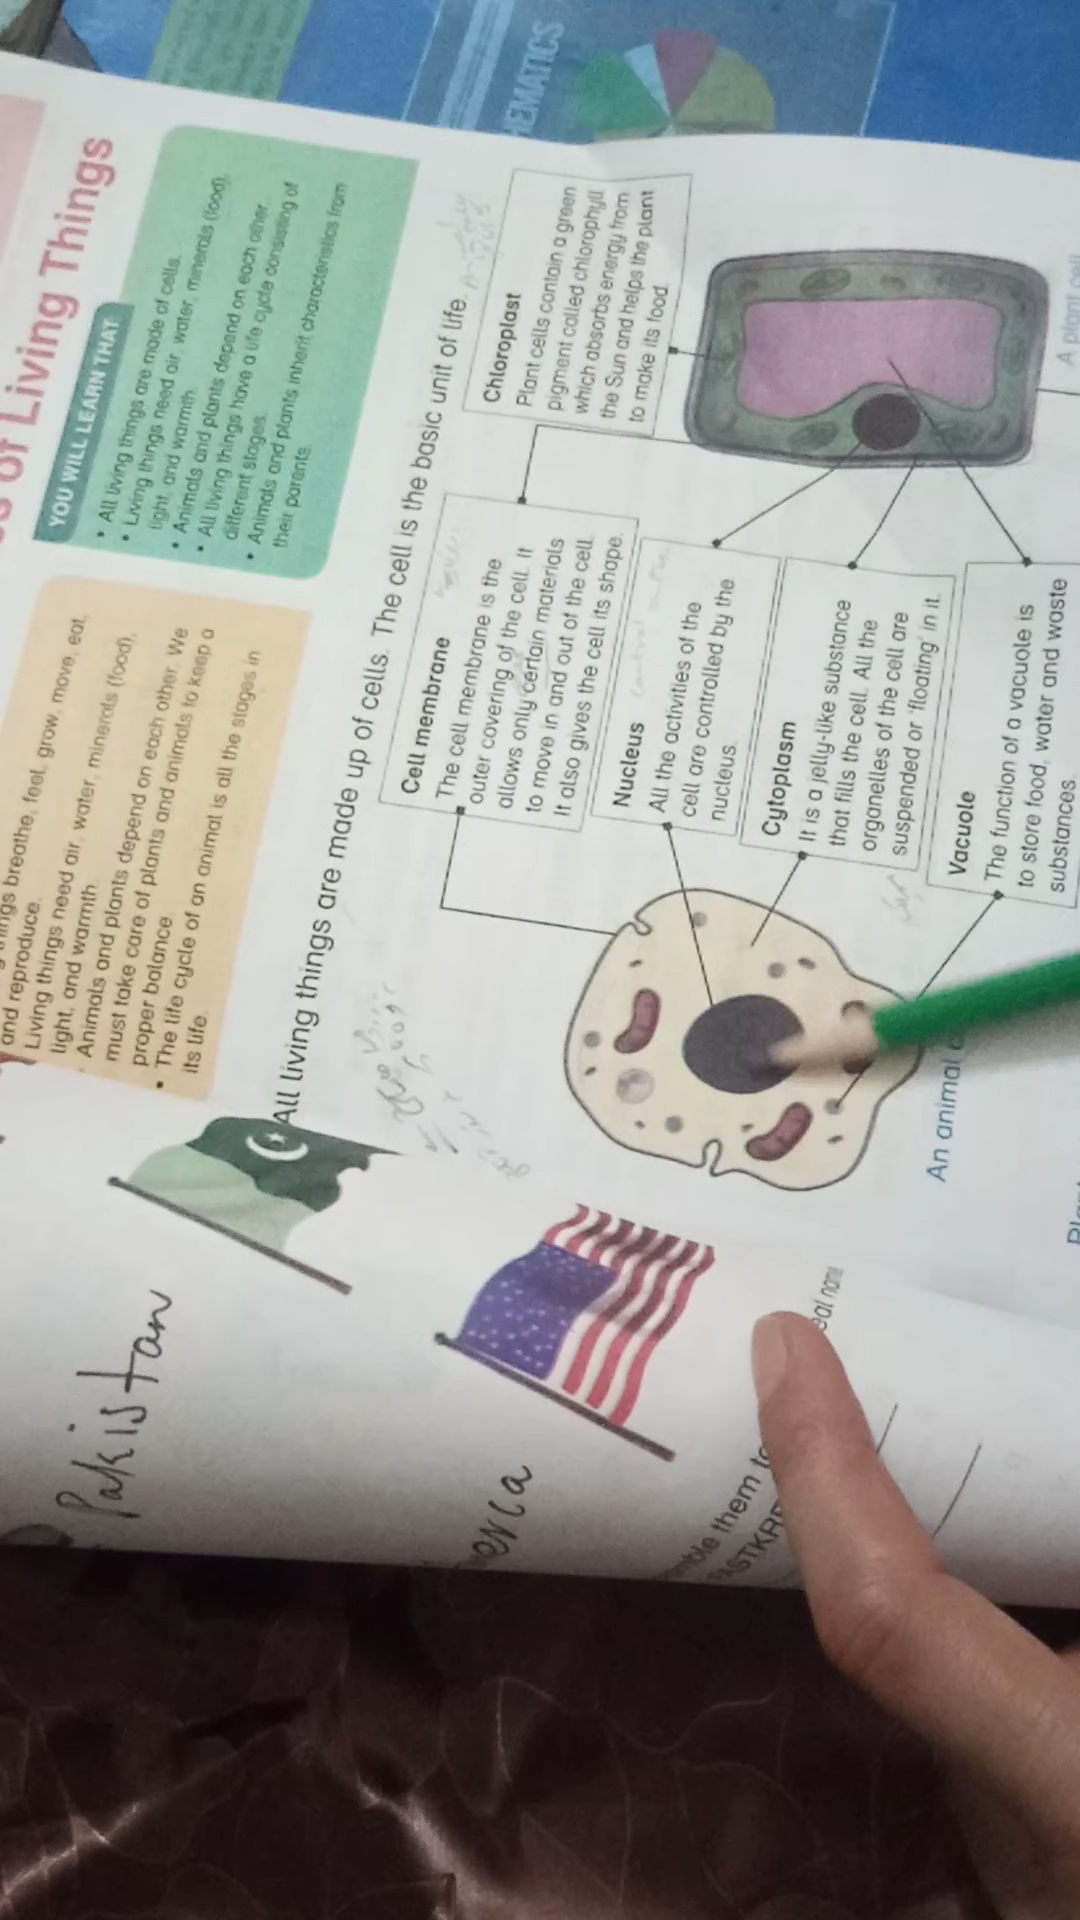 HEMATICS
of Living Things
and reproduce.
Living things need air, water, minerals (food),
light, and warmth.
Animals and plants depend on each other. We
must take care of plants and animals to keep a
proper balance.
• The life cycle of an animal is all the stages in
its life.
YOU WILL LEARN THAT
• All living things are made of cells.
• Living things need air, water, minerals (food),
light, and warmth.
• Animals and plants depend on each other.
• All living things have a life cycle consisting of
different stages.
• Animals and plants inherit characteristics from
their parents.
All living things are made up of cells. The cell is the basic unit of life.
Cell membrane
The cell membrane is the
outer covering of the cell. It
allows only certain materials
to move in and out of the cell.
It also gives the cell its shape.
Chloroplast
Plant cells contain a green
pigment called chlorophyll
which absorbs energy from
the Sun and helps the plant
to make its food.
Nucleus
All the activities of the
cell are controlled by the
nucleus.
Cytoplasm
It is a jelly-like substance
that fills the cell. All the
organelles of the cell are
suspended or 'floating' in it.
Vacuole
The function of a vacuole is
to store food, water and waste
substances.
An animal
A plant cell
Pakistan
erica
them